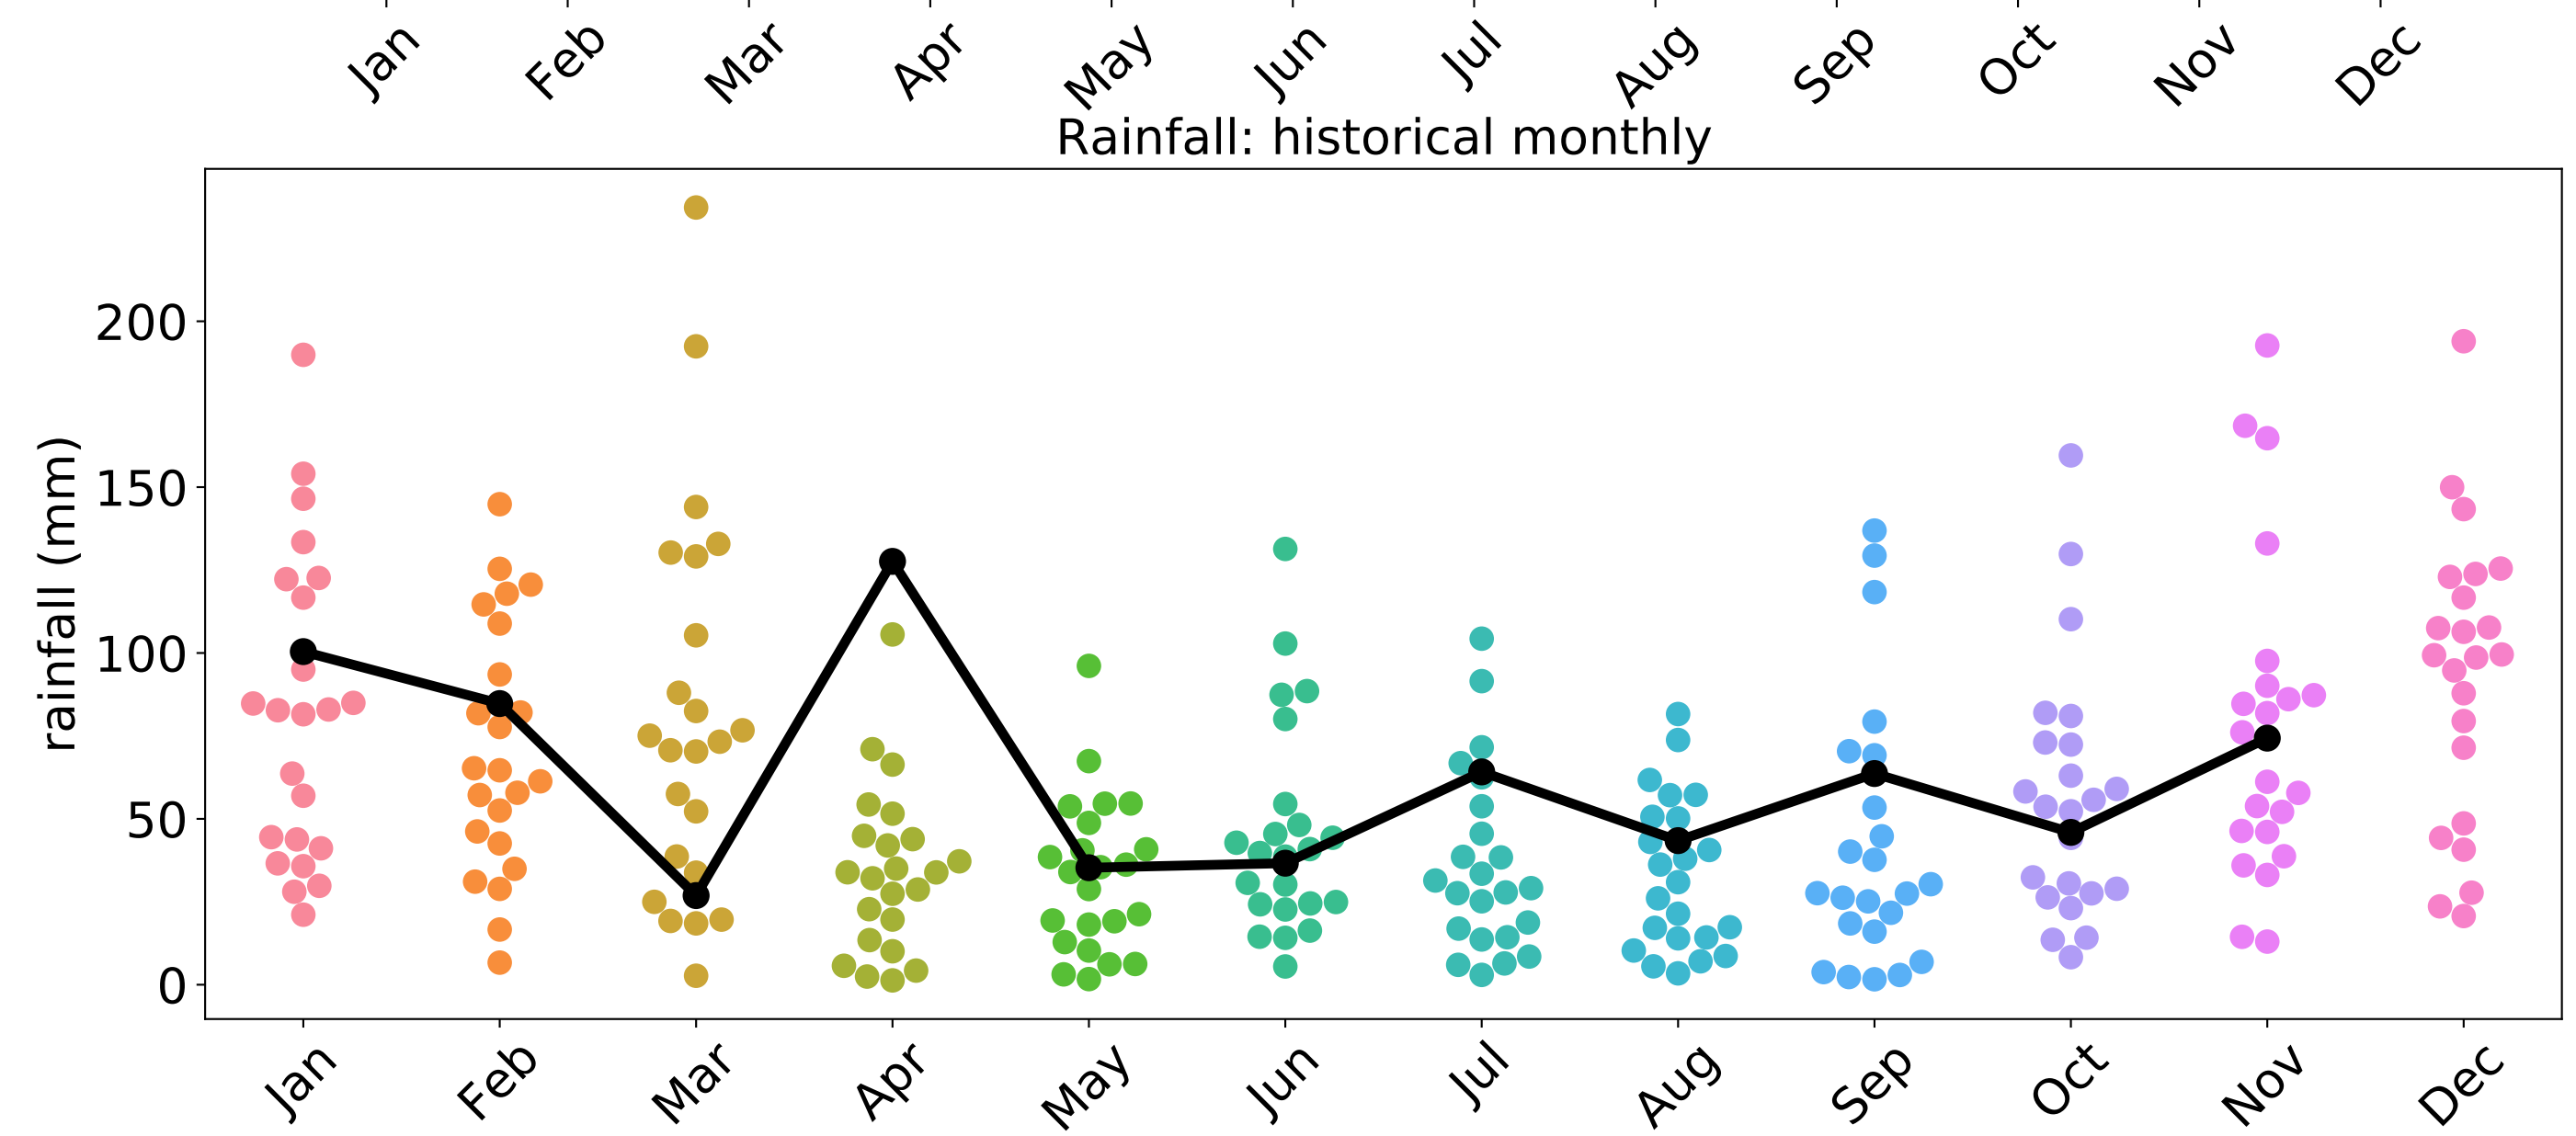 Jan Feb Mar Apr May Jun Jul Aug Sep Oct Nov Dec
Rainfall: historical monthly
rainfall (mm)
200
150
100
50
0
Jan Feb Mar Apr May Jun Jul Aug Sep Oct Nov Dec